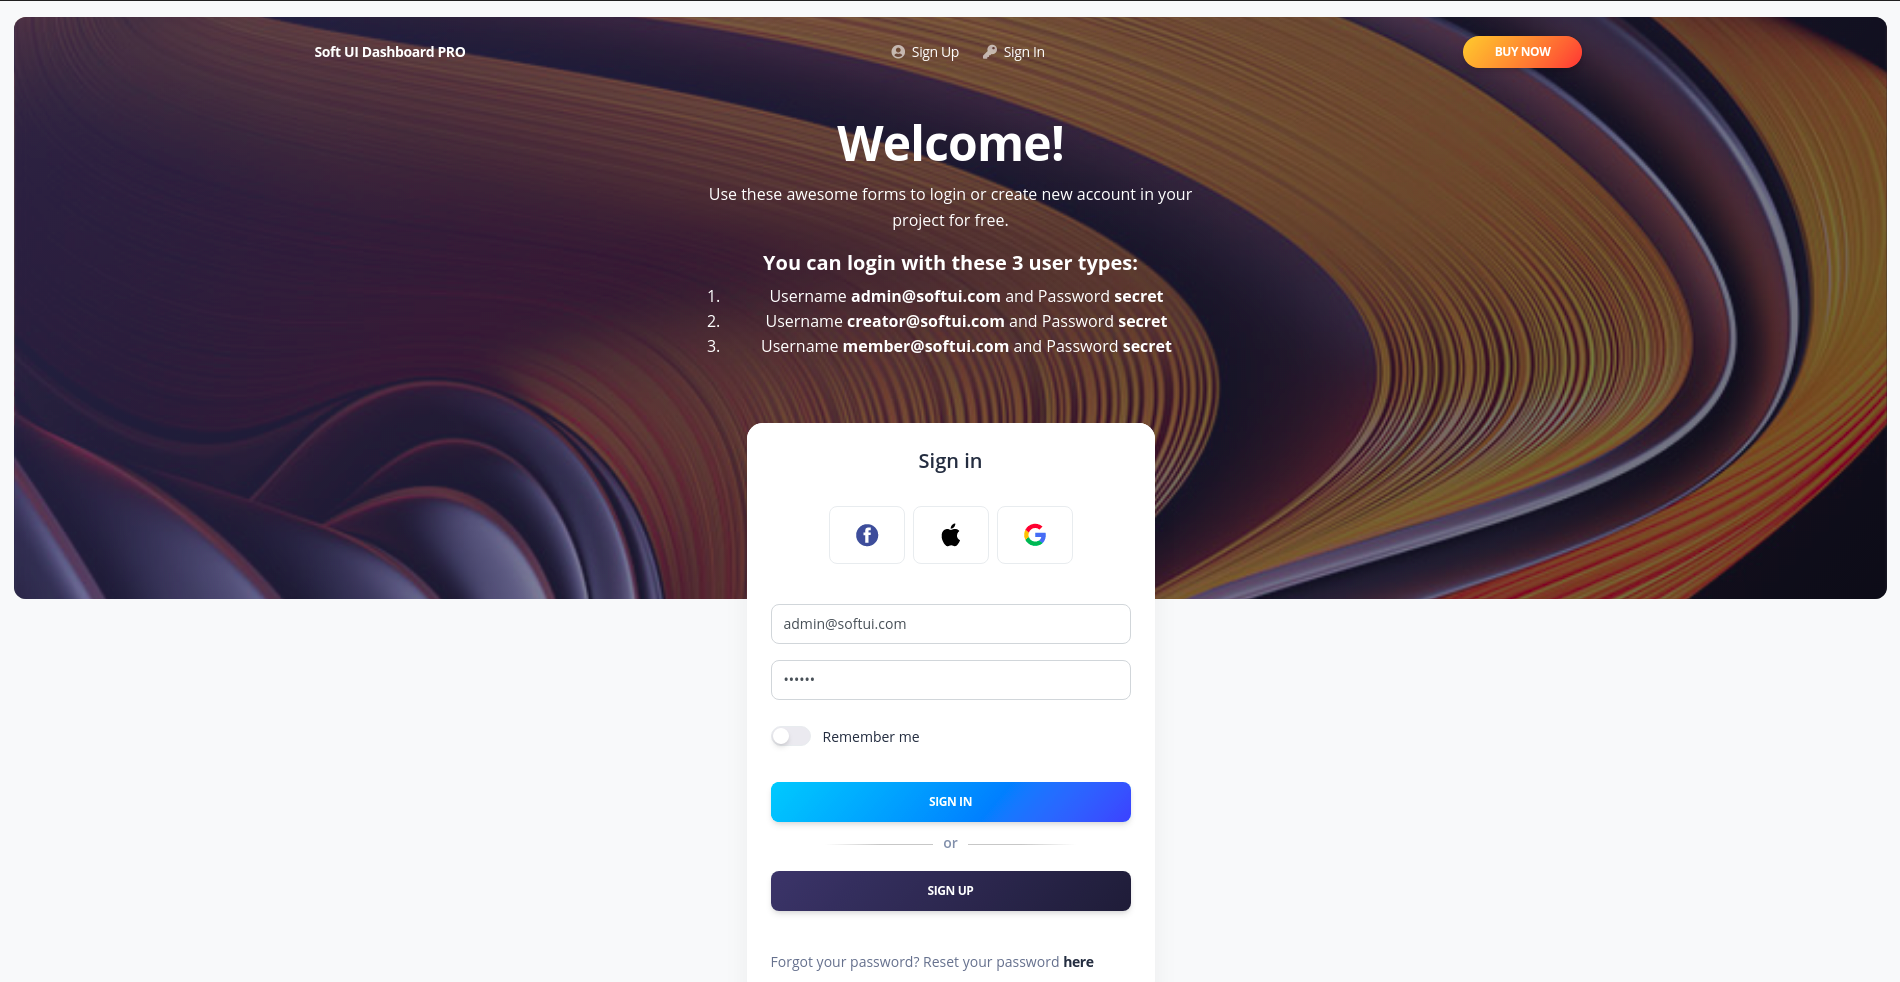 Soft UI Dashboard PRO
Sign Up
Sign In
BUY NOW
Welcome!
Use these awesome forms to login or create new account in your
project for free.
You can login with these 3 user types:
1. Username admin@softui.com and Password secret
2. Username creator@softui.com and Password secret
3. Username member@softui.com and Password secret
Sign in
admin@softui.com
••••••
Remember me
SIGN IN
or
SIGN UP
Forgot your password? Reset your password here